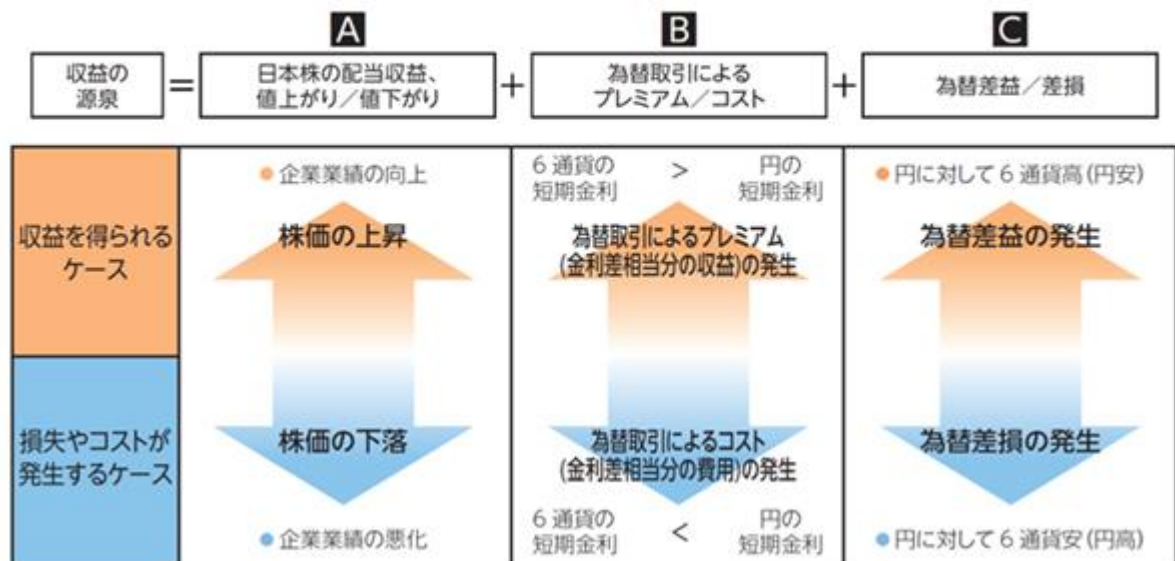 A
B
C
収益の
源泉
=
日本株の配当収益、
値上がり／値下がり
+
為替取引による
プレミアム／コスト
+
為替差益／差損
収益を得られる
ケース
●企業業績の向上
株価の上昇
6通貨の
短期金利
>
円の
短期金利
為替取引によるプレミアム
(金利差相当分の収益)の発生
●円に対して6通貨高(円安)
為替差益の発生
損失やコストが
発生するケース
株価の下落
●企業業績の悪化
為替取引によるコスト
(金利差相当分の費用)の発生
6通貨の
短期金利
<
円の
短期金利
為替差損の発生
●円に対して6通貨安(円高)